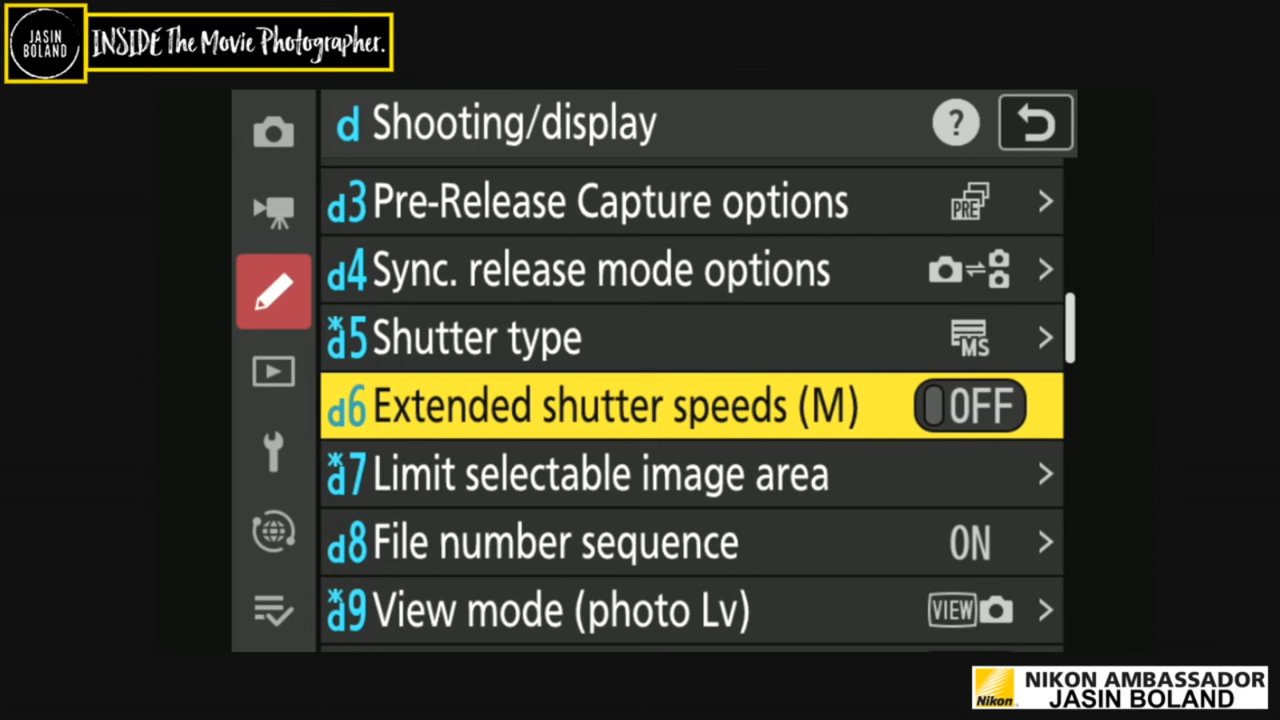 JASIN
BOLAND
INSIDE The Movie Photographer.
d Shooting/display ?
d3 Pre-Release Capture options PRE >
d4 Sync. release mode options >
*d5 Shutter type MS >
d6 Extended shutter speeds (M) OFF
*d7 Limit selectable image area >
d8 File number sequence ON >
*d9 View mode (photo Lv) VIEW >
Nikon
NIKON AMBASSADOR
JASIN BOLAND